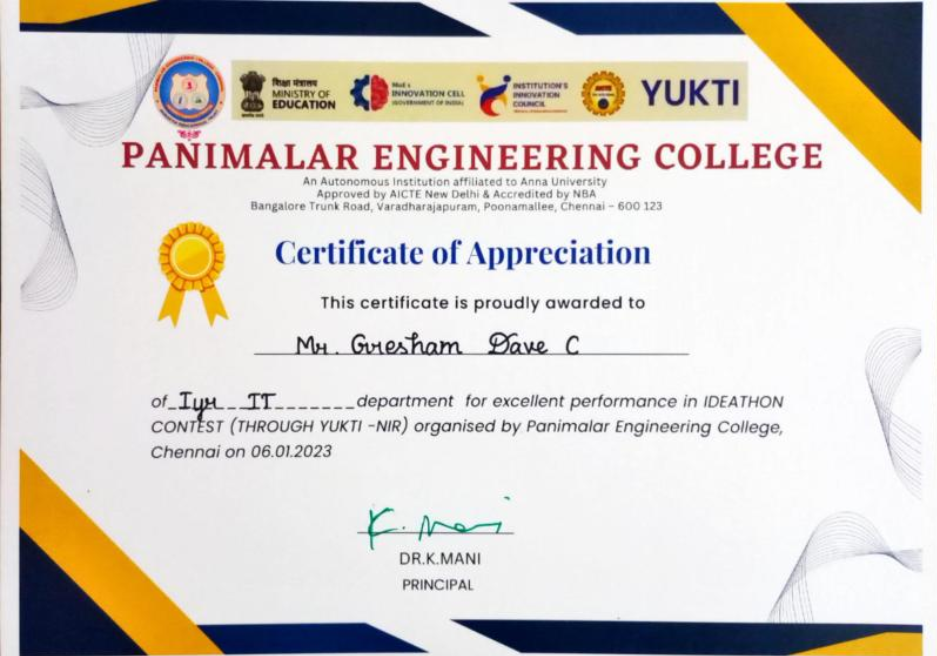 शिक्षा मंत्रालय
MINISTRY OF
EDUCATION
MoE's
INNOVATION CELL
(GOVERNMENT OF INDIA)
INSTITUTION'S
INNOVATION
COUNCIL
YUKTI
PANIMALAR ENGINEERING COLLEGE
An Autonomous Institution affiliated to Anna University
Approved by AICTE New Delhi & Accredited by NBA
Bangalore Trunk Road, Varadharajapuram, Poonamallee, Chennai – 600 123
Certificate of Appreciation
This certificate is proudly awarded to
Mr. Gresham Dave C
of I yr IT department for excellent performance in IDEATHON
CONTEST (THROUGH YUKTI -NIR) organised by Panimalar Engineering College,
Chennai on 06.01.2023
K. Mani
DR.K.MANI
PRINCIPAL